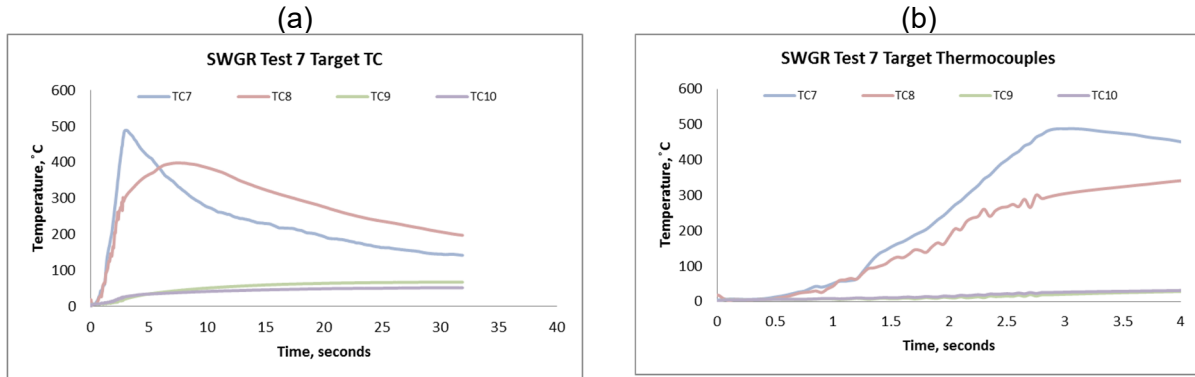 (a)
SWGR Test 7 Target TC
TC7 TC8 TC9 TC10
Temperature, ˚C
600
500
400
300
200
100
0
0 5 10 15 20 25 30 35 40
Time, seconds
(b)
SWGR Test 7 Target Thermocouples
TC7 TC8 TC9 TC10
Temperature, ˚C
600
500
400
300
200
100
0
0 0.5 1 1.5 2 2.5 3 3.5 4
Time, seconds